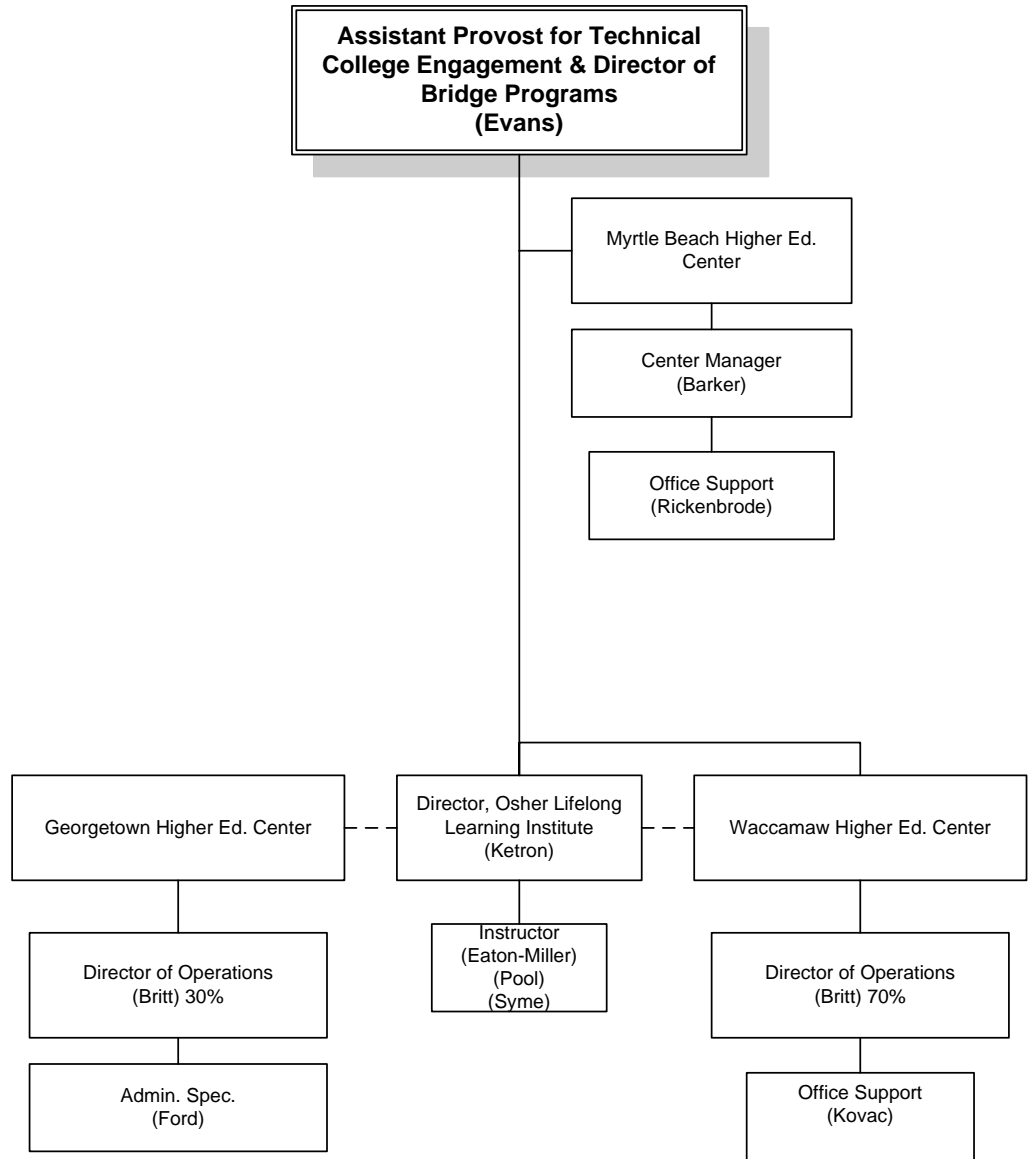 Assistant Provost for Technical
College Engagement & Director of
Bridge Programs
(Evans)
Myrtle Beach Higher Ed.
Center
Center Manager
(Barker)
Office Support
(Rickenbrode)
Georgetown Higher Ed. Center
Director, Osher Lifelong
Learning Institute
(Ketron)
Waccamaw Higher Ed. Center
Director of Operations
(Britt) 30%
Instructor
(Eaton-Miller)
(Pool)
(Syme)
Director of Operations
(Britt) 70%
Admin. Spec.
(Ford)
Office Support
(Kovac)